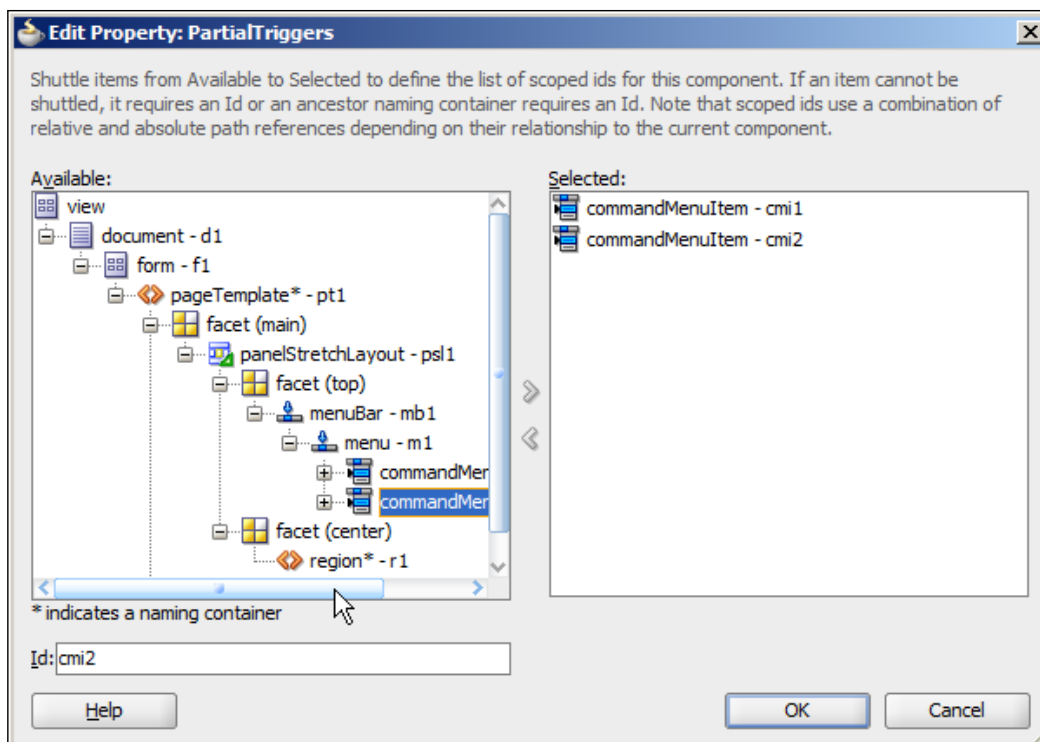 Edit Property: PartialTriggers
Shuttle items from Available to Selected to define the list of scoped ids for this component. If an item cannot be
shuttled, it requires an Id or an ancestor naming container requires an Id. Note that scoped ids use a combination of
relative and absolute path references depending on their relationship to the current component.
Available:
view
document - d1
form - f1
pageTemplate* - pt1
facet (main)
panelStretchLayout - psl1
facet (top)
menuBar - mb1
menu - m1
commandMer
commandMer
facet (center)
region* - r1
* indicates a naming container
Selected:
commandMenuItem - cmi1
commandMenuItem - cmi2
Id: cmi2
Help
OK
Cancel